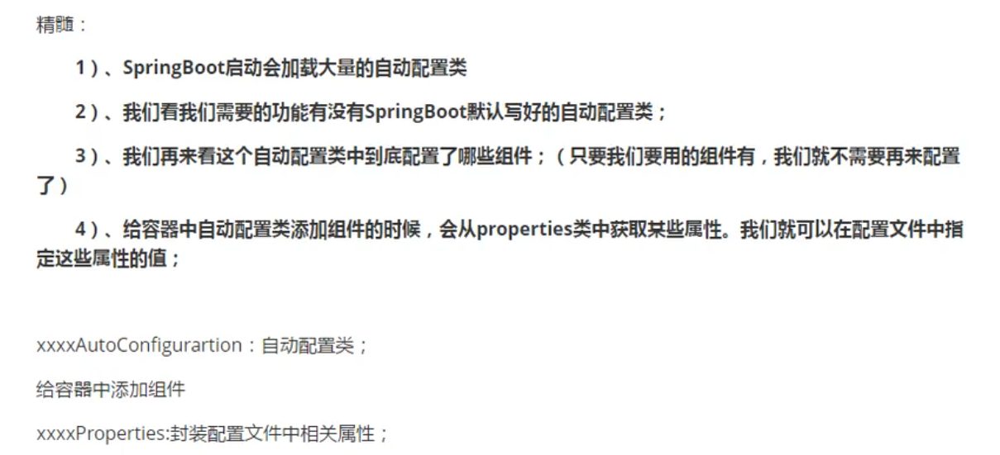 精髓：
1）、SpringBoot启动会加载大量的自动配置类
2）、我们看我们需要的功能有没有SpringBoot默认写好的自动配置类；
3）、我们再来看这个自动配置类中到底配置了哪些组件；（只要我们要用的组件有，我们就不需要再来配置
了）
4）、给容器中自动配置类添加组件的时候，会从properties类中获取某些属性。我们就可以在配置文件中指
定这些属性的值；
xxxxAutoConfigurartion：自动配置类；
给容器中添加组件
xxxxProperties:封装配置文件中相关属性；